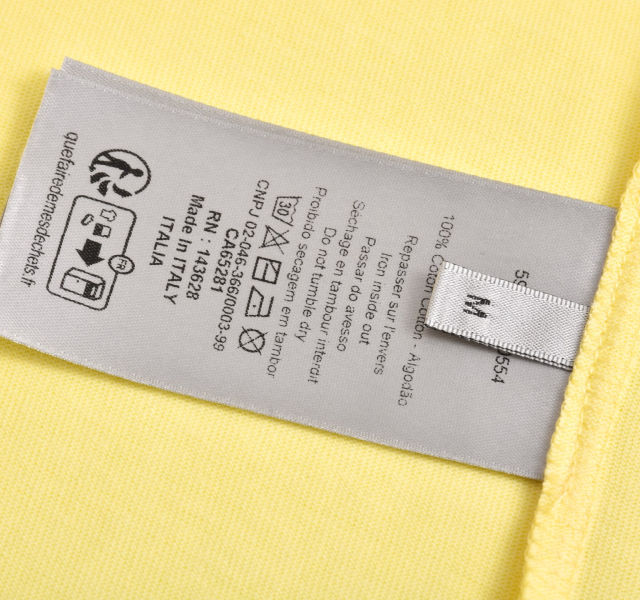 M
100% Coton Cotton - Algodão
Repasser sur l'envers
Iron inside out
Passar do avesso
Séchage en tambour interdit
Do not tumble dry
Proibido secagem em tambor
30
CNPJ 02-046-366/0003-99
CA65281
RN : 143628
Made in ITALY
ITALIA
FR
quefairedemesdechets.fr